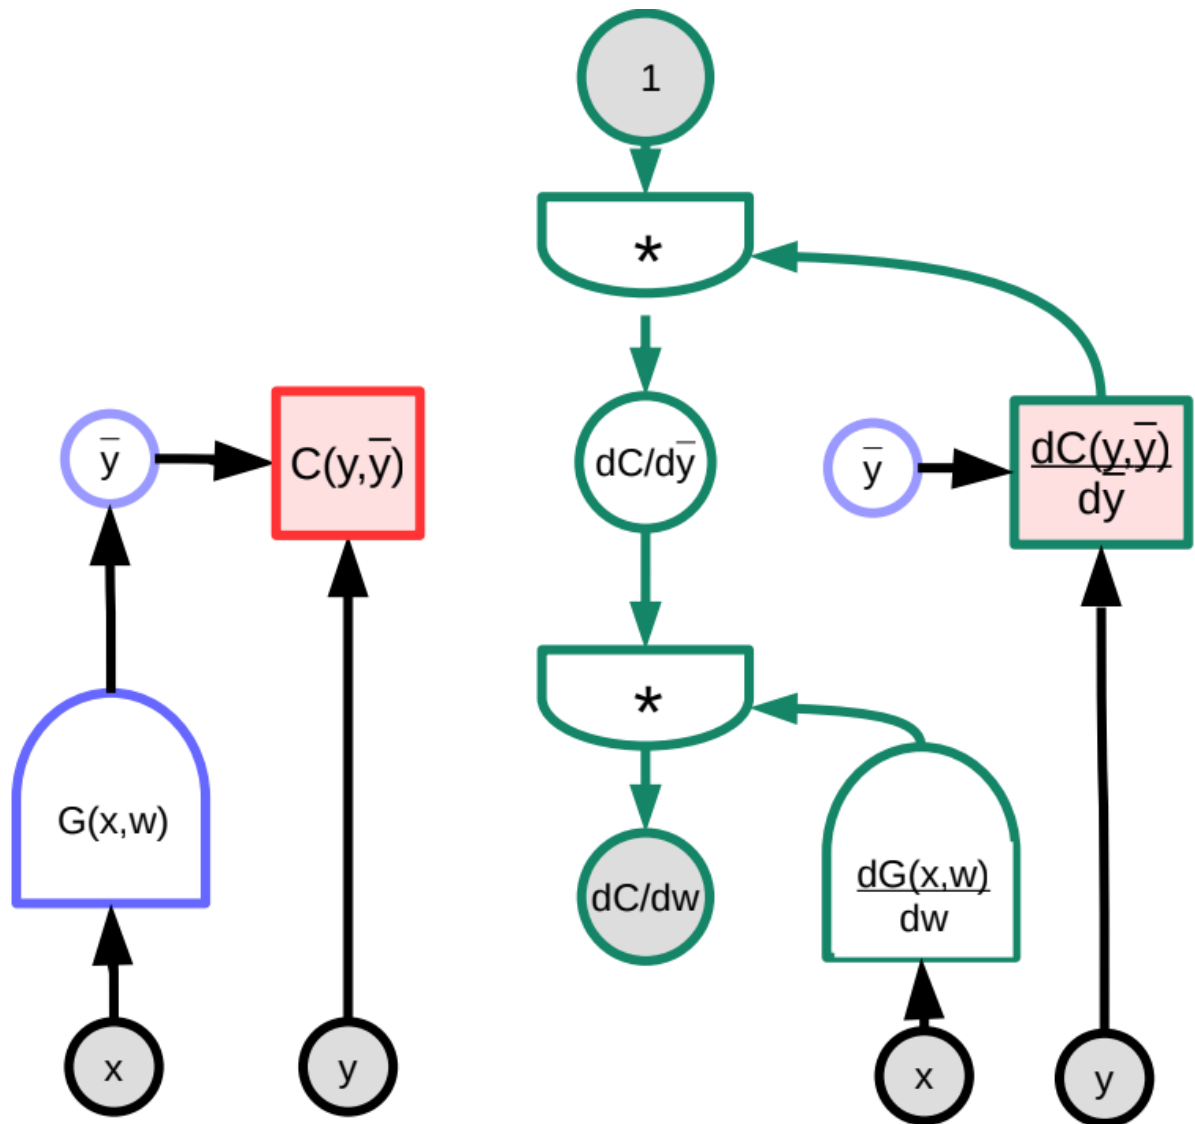 1
*
ȳ
C(y,ȳ)
dC/dȳ
ȳ
dC(y,ȳ)
dȳ
*
G(x,w)
dC/dw
dG(x,w)
dw
x
y
x
y